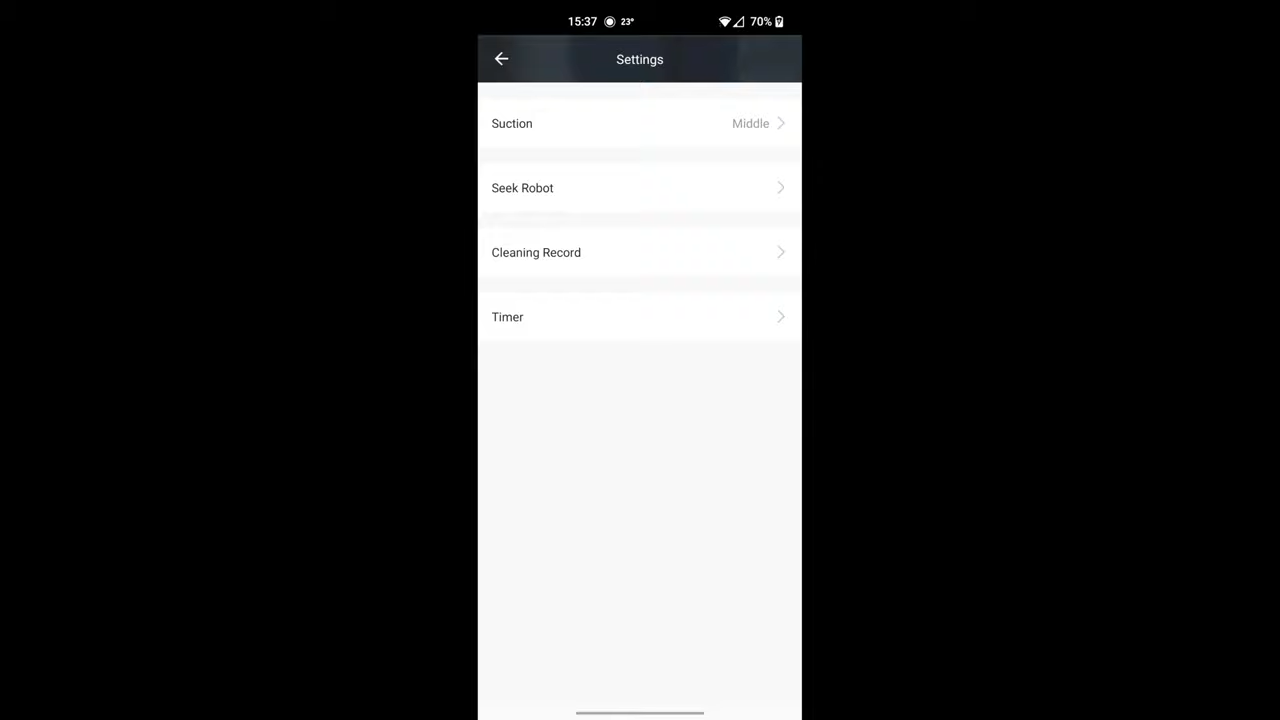 15:37 23° 70%
Settings
Suction Middle
Seek Robot
Cleaning Record
Timer